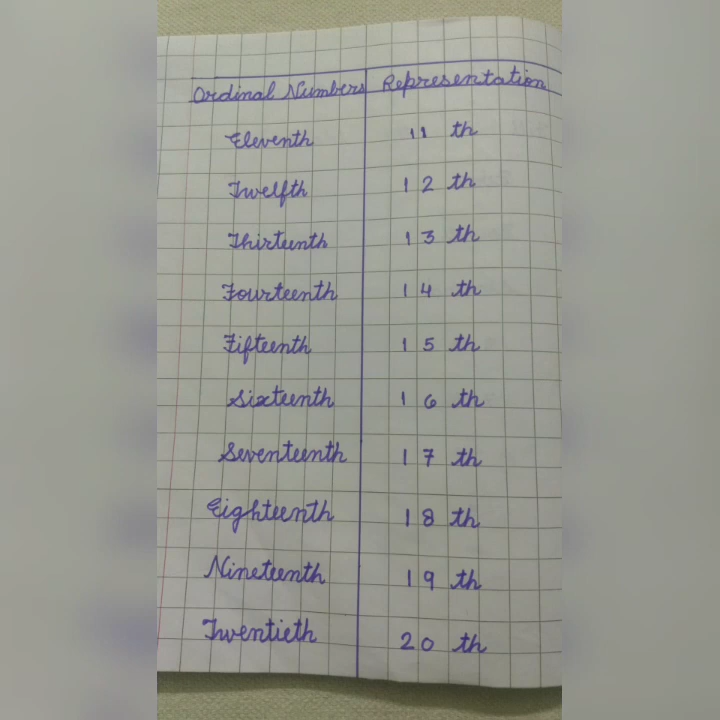 Ordinal Numbers Representation
Eleventh 11 th
Twelfth 12 th
Thirteenth 13 th
Fourteenth 14 th
Fifteenth 15 th
Sixteenth 16 th
Seventeenth 17 th
Eighteenth 18 th
Nineteenth 19 th
Twentieth 20 th